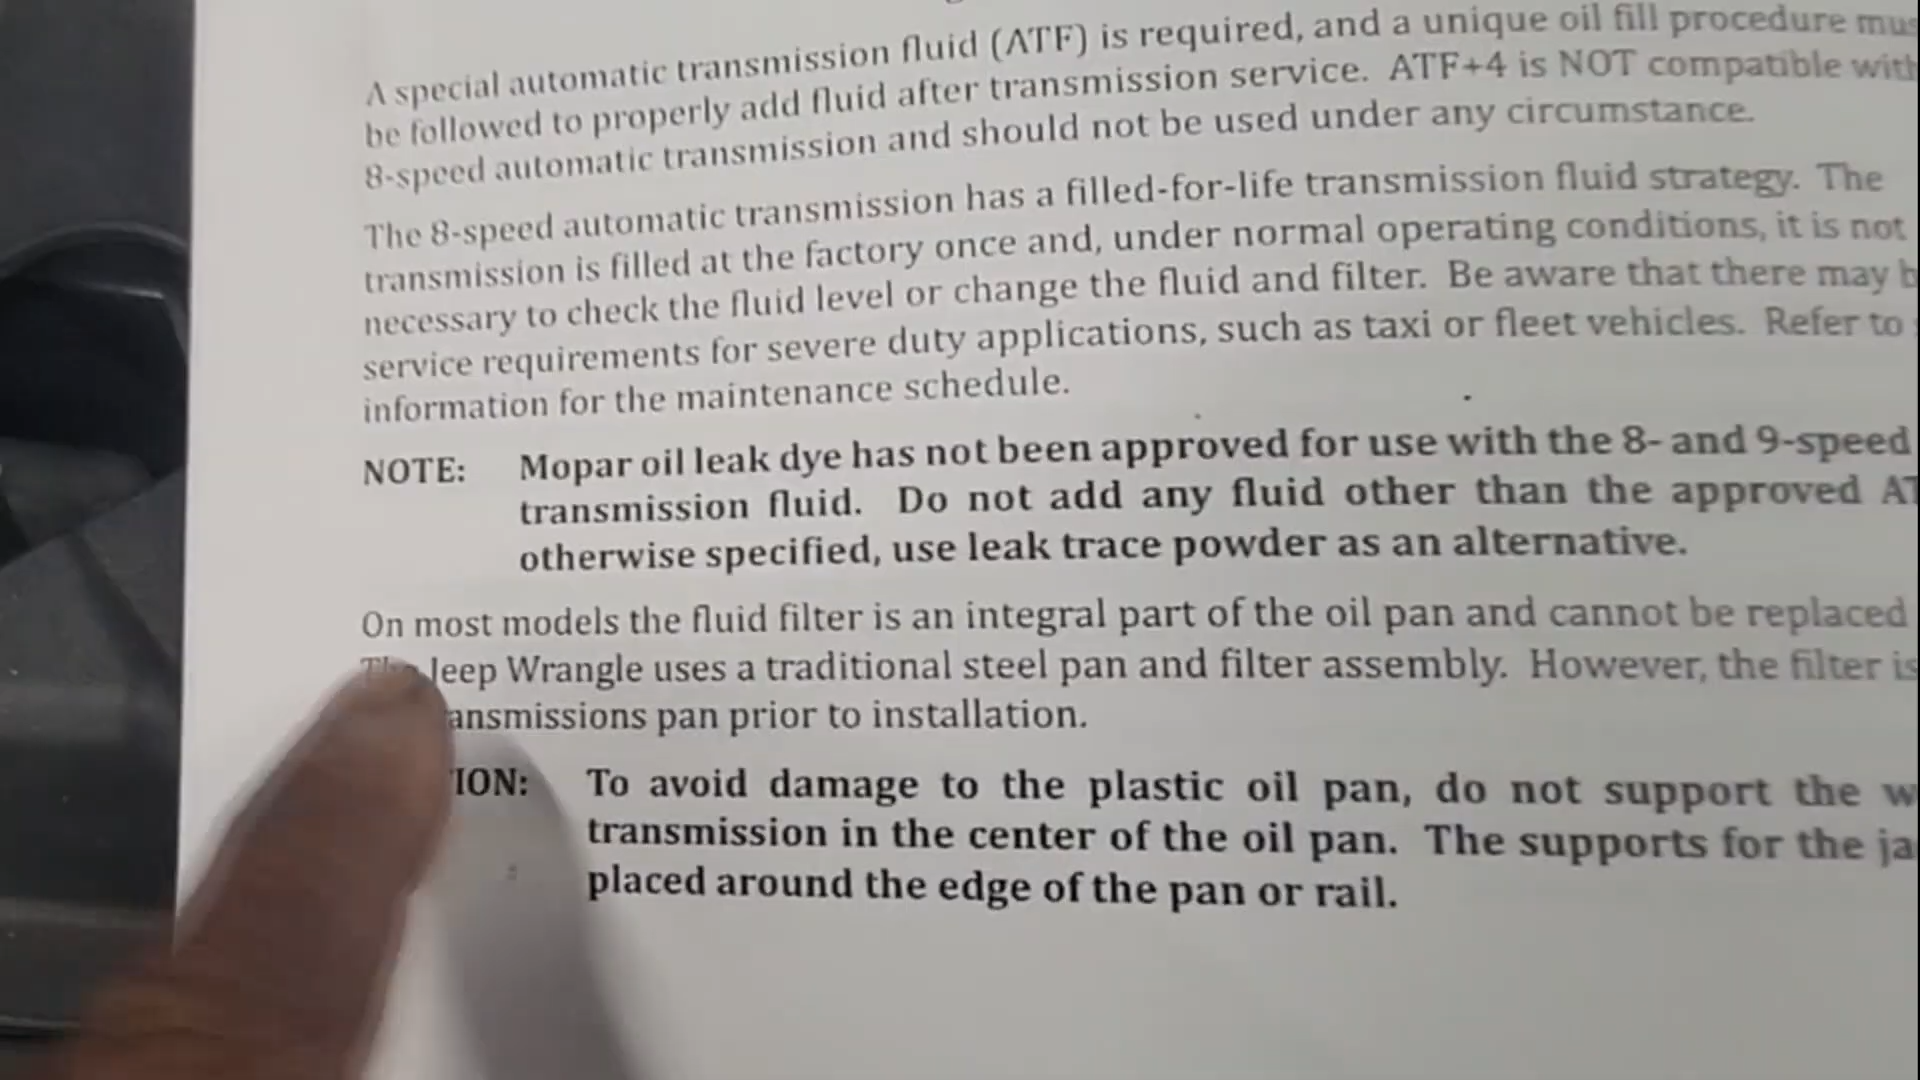 A special automatic transmission fluid (ATF) is required, and a unique oil fill procedure
be followed to properly add fluid after transmission service. ATF+4 is NOT compatible with
8-speed automatic transmission and should not be used under any circumstance.
The 8-speed automatic transmission has a filled-for-life transmission fluid strategy. The
transmission is filled at the factory once and, under normal operating conditions, it is not
necessary to check the fluid level or change the fluid and filter. Be aware that there may
service requirements for severe duty applications, such as taxi or fleet vehicles. Refer to
information for the maintenance schedule.
NOTE: Mopar oil leak dye has not been approved for use with the 8- and 9-speed
transmission fluid. Do not add any fluid other than the approved
otherwise specified, use leak trace powder as an alternative.
On most models the fluid filter is an integral part of the oil pan and cannot be replaced
The Jeep Wrangle uses a traditional steel pan and filter assembly. However, the filter is
ansmissions pan prior to installation.
ION: To avoid damage to the plastic oil pan, do not support the
transmission in the center of the oil pan. The supports for the
placed around the edge of the pan or rail.